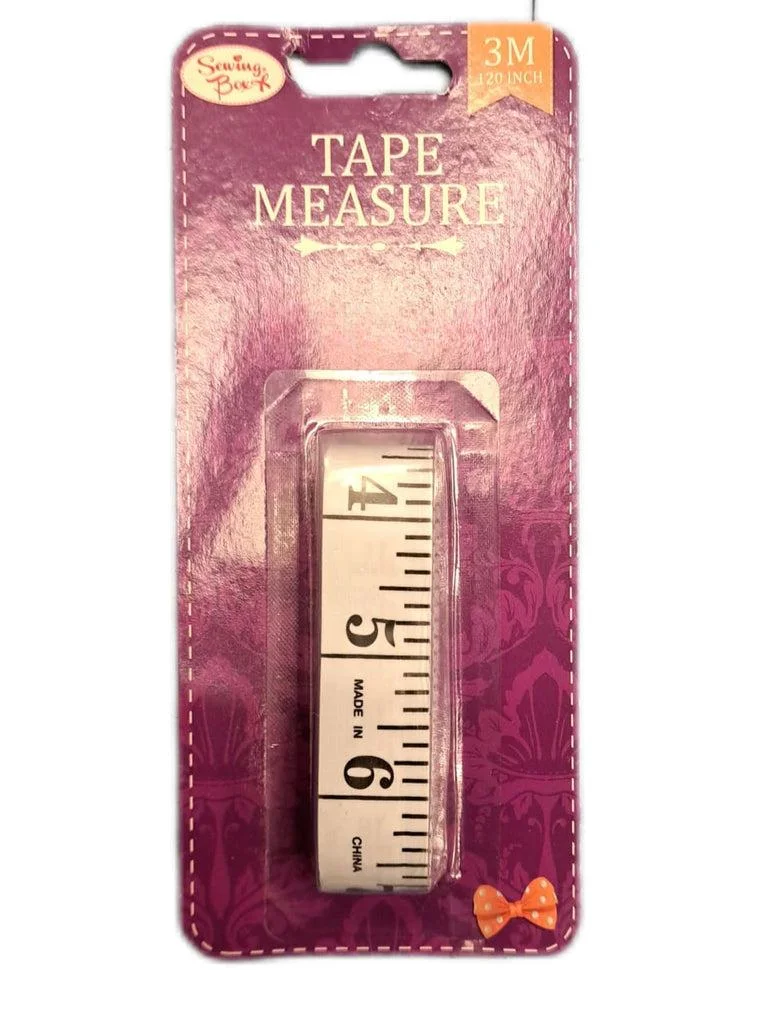 Sewing
Box
3M
120 INCH
TAPE
MEASURE
4
5
MADE IN
6
CHINA